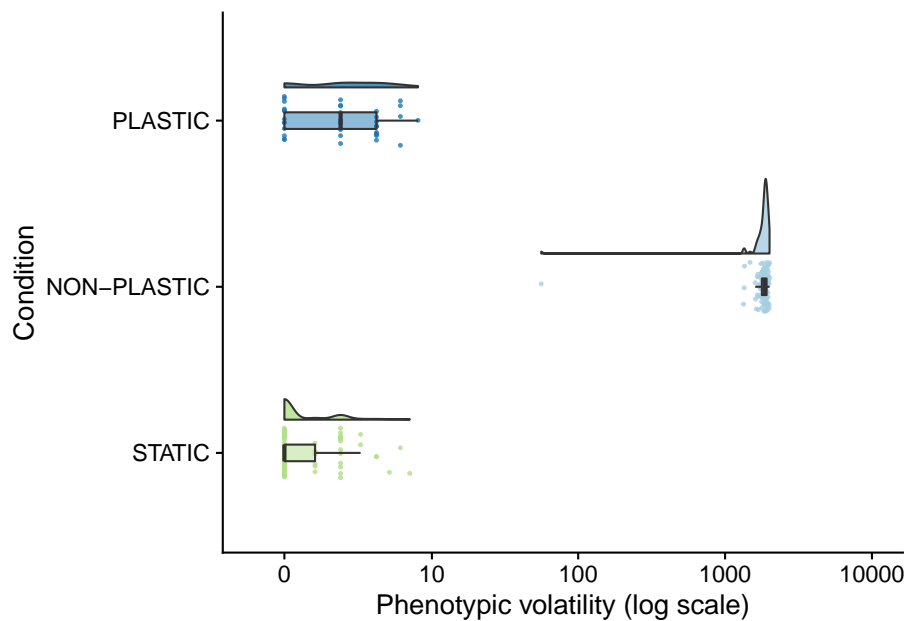 Condition
PLASTIC
NON−PLASTIC
STATIC
0 10 100 1000 10000
Phenotypic volatility (log scale)